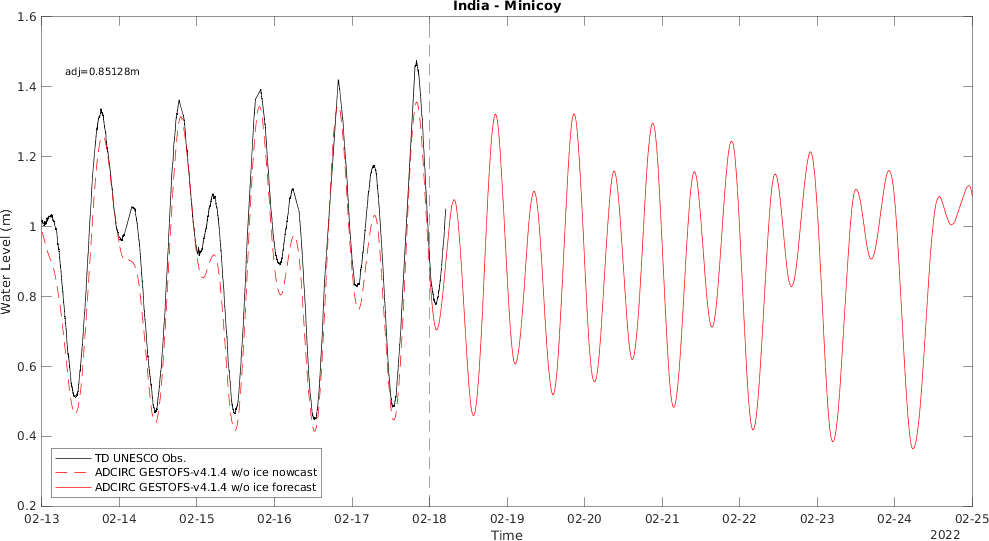 India - Minicoy
1.6
adj=0.85128m
1.4
1.2
1
0.8
0.6
0.4
0.2
Water Level (m)
TD UNESCO Obs.
ADCIRC GESTOFS-v4.1.4 w/o ice nowcast
ADCIRC GESTOFS-v4.1.4 w/o ice forecast
02-13 02-14 02-15 02-16 02-17 02-18 02-19 02-20 02-21 02-22 02-23 02-24 02-25
Time
2022